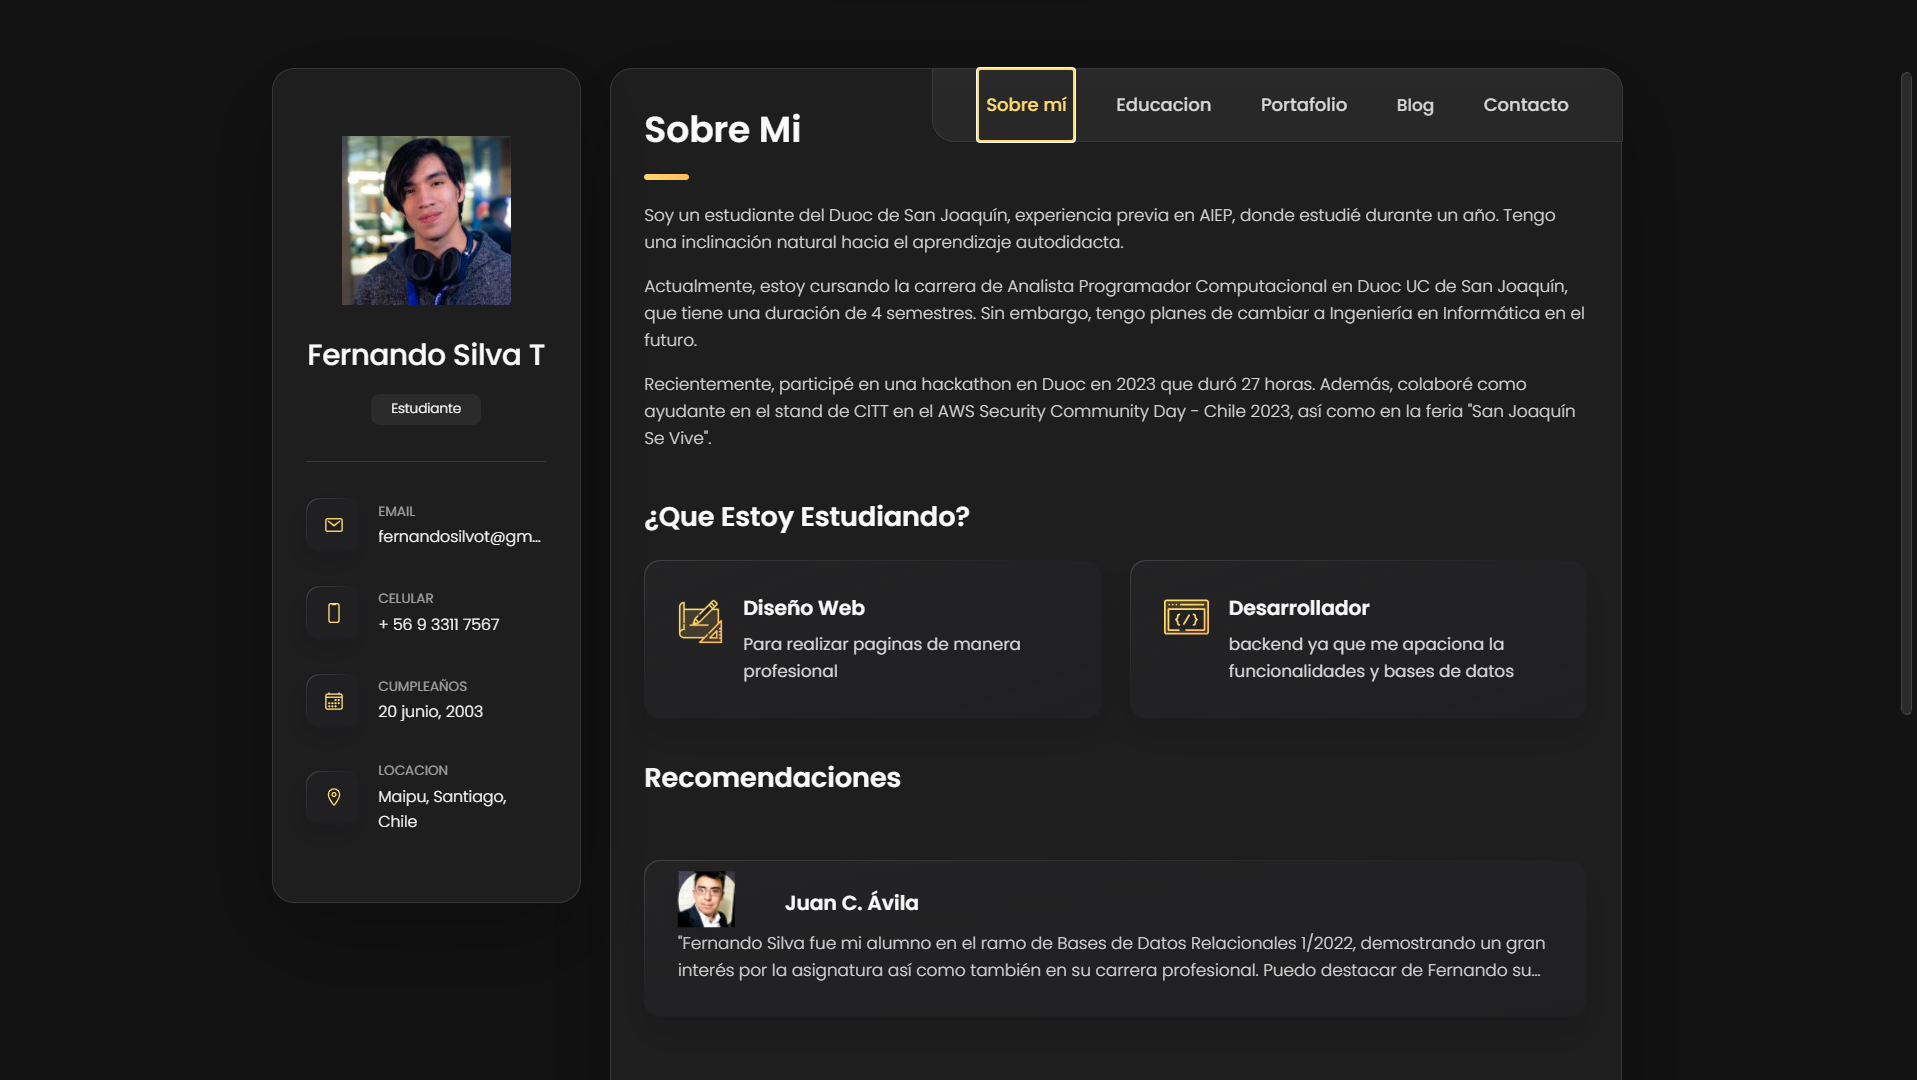 Fernando Silva T
Estudiante
EMAIL
fernandosilvot@gm...
CELULAR
+ 56 9 3311 7567
CUMPLEAÑOS
20 junio, 2003
LOCACION
Maipu, Santiago,
Chile
Sobre mí
Educacion
Portafolio
Blog
Contacto
Sobre Mi
Soy un estudiante del Duoc de San Joaquín, experiencia previa en AIEP, donde estudié durante un año. Tengo
una inclinación natural hacia el aprendizaje autodidacta.
Actualmente, estoy cursando la carrera de Analista Programador Computacional en Duoc UC de San Joaquín,
que tiene una duración de 4 semestres. Sin embargo, tengo planes de cambiar a Ingeniería en Informática en el
futuro.
Recientemente, participé en una hackathon en Duoc en 2023 que duró 27 horas. Además, colaboré como
ayudante en el stand de CITT en el AWS Security Community Day - Chile 2023, así como en la feria "San Joaquín
Se Vive".
¿Que Estoy Estudiando?
Diseño Web
Para realizar paginas de manera
profesional
Desarrollador
backend ya que me apaciona la
funcionalidades y bases de datos
Recomendaciones
Juan C. Ávila
"Fernando Silva fue mi alumno en el ramo de Bases de Datos Relacionales 1/2022, demostrando un gran
interés por la asignatura así como también en su carrera profesional. Puedo destacar de Fernando su...